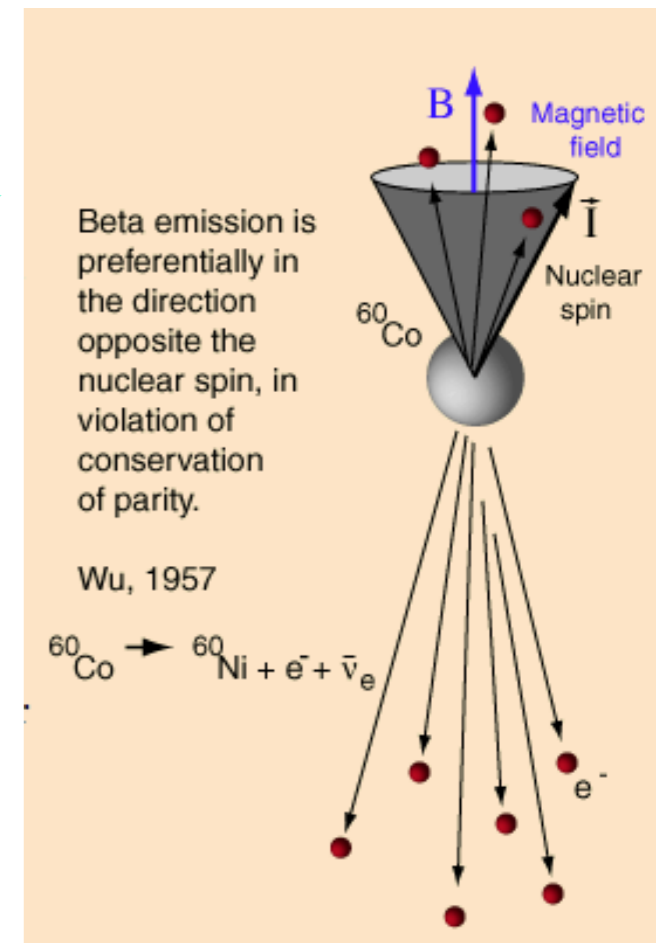 B
Magnetic
field
Beta emission is
preferentially in
the direction
opposite the
nuclear spin, in
violation of
conservation
of parity.
I⃗
Nuclear
spin
⁶⁰Co
Wu, 1957
⁶⁰Co → ⁶⁰Ni + e⁻ + ν̄ₑ
e⁻